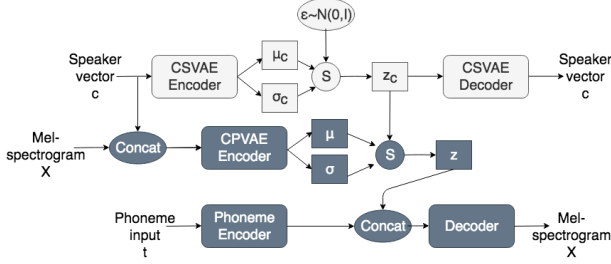 ε~N(0,I)
Speaker
vector
c
CSVAE
Encoder
μc
σc
S
zc
CSVAE
Decoder
Speaker
vector
c
Mel-
spectrogram
X
Concat
CPVAE
Encoder
μ
σ
S
z
Phoneme
input
t
Phoneme
Encoder
Concat
Decoder
Mel-
spectrogram
X